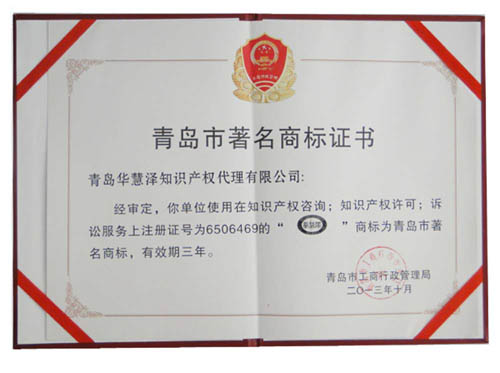 青岛市著名商标证书
青岛华慧泽知识产权代理有限公司:
经审定，你单位使用在知识产权咨询；知识产权许可；诉
讼服务上注册证号为6506469的“ ”商标为青岛市著
名商标，有效期三年。
青岛市工商行政管理局
二〇一三年十月